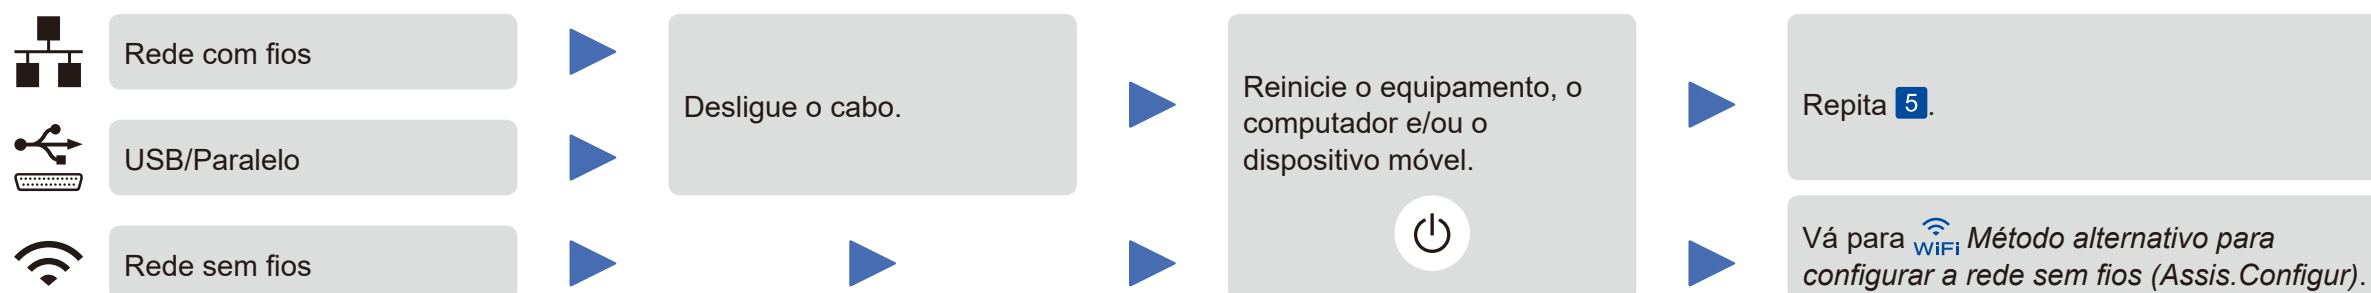 Rede com fios
USB/Paralelo
Rede sem fios
Desligue o cabo.
Reinicie o equipamento, o
computador e/ou o
dispositivo móvel.
Repita 5.
Vá para WiFi Método alternativo para
configurar a rede sem fios (Assis.Configur).